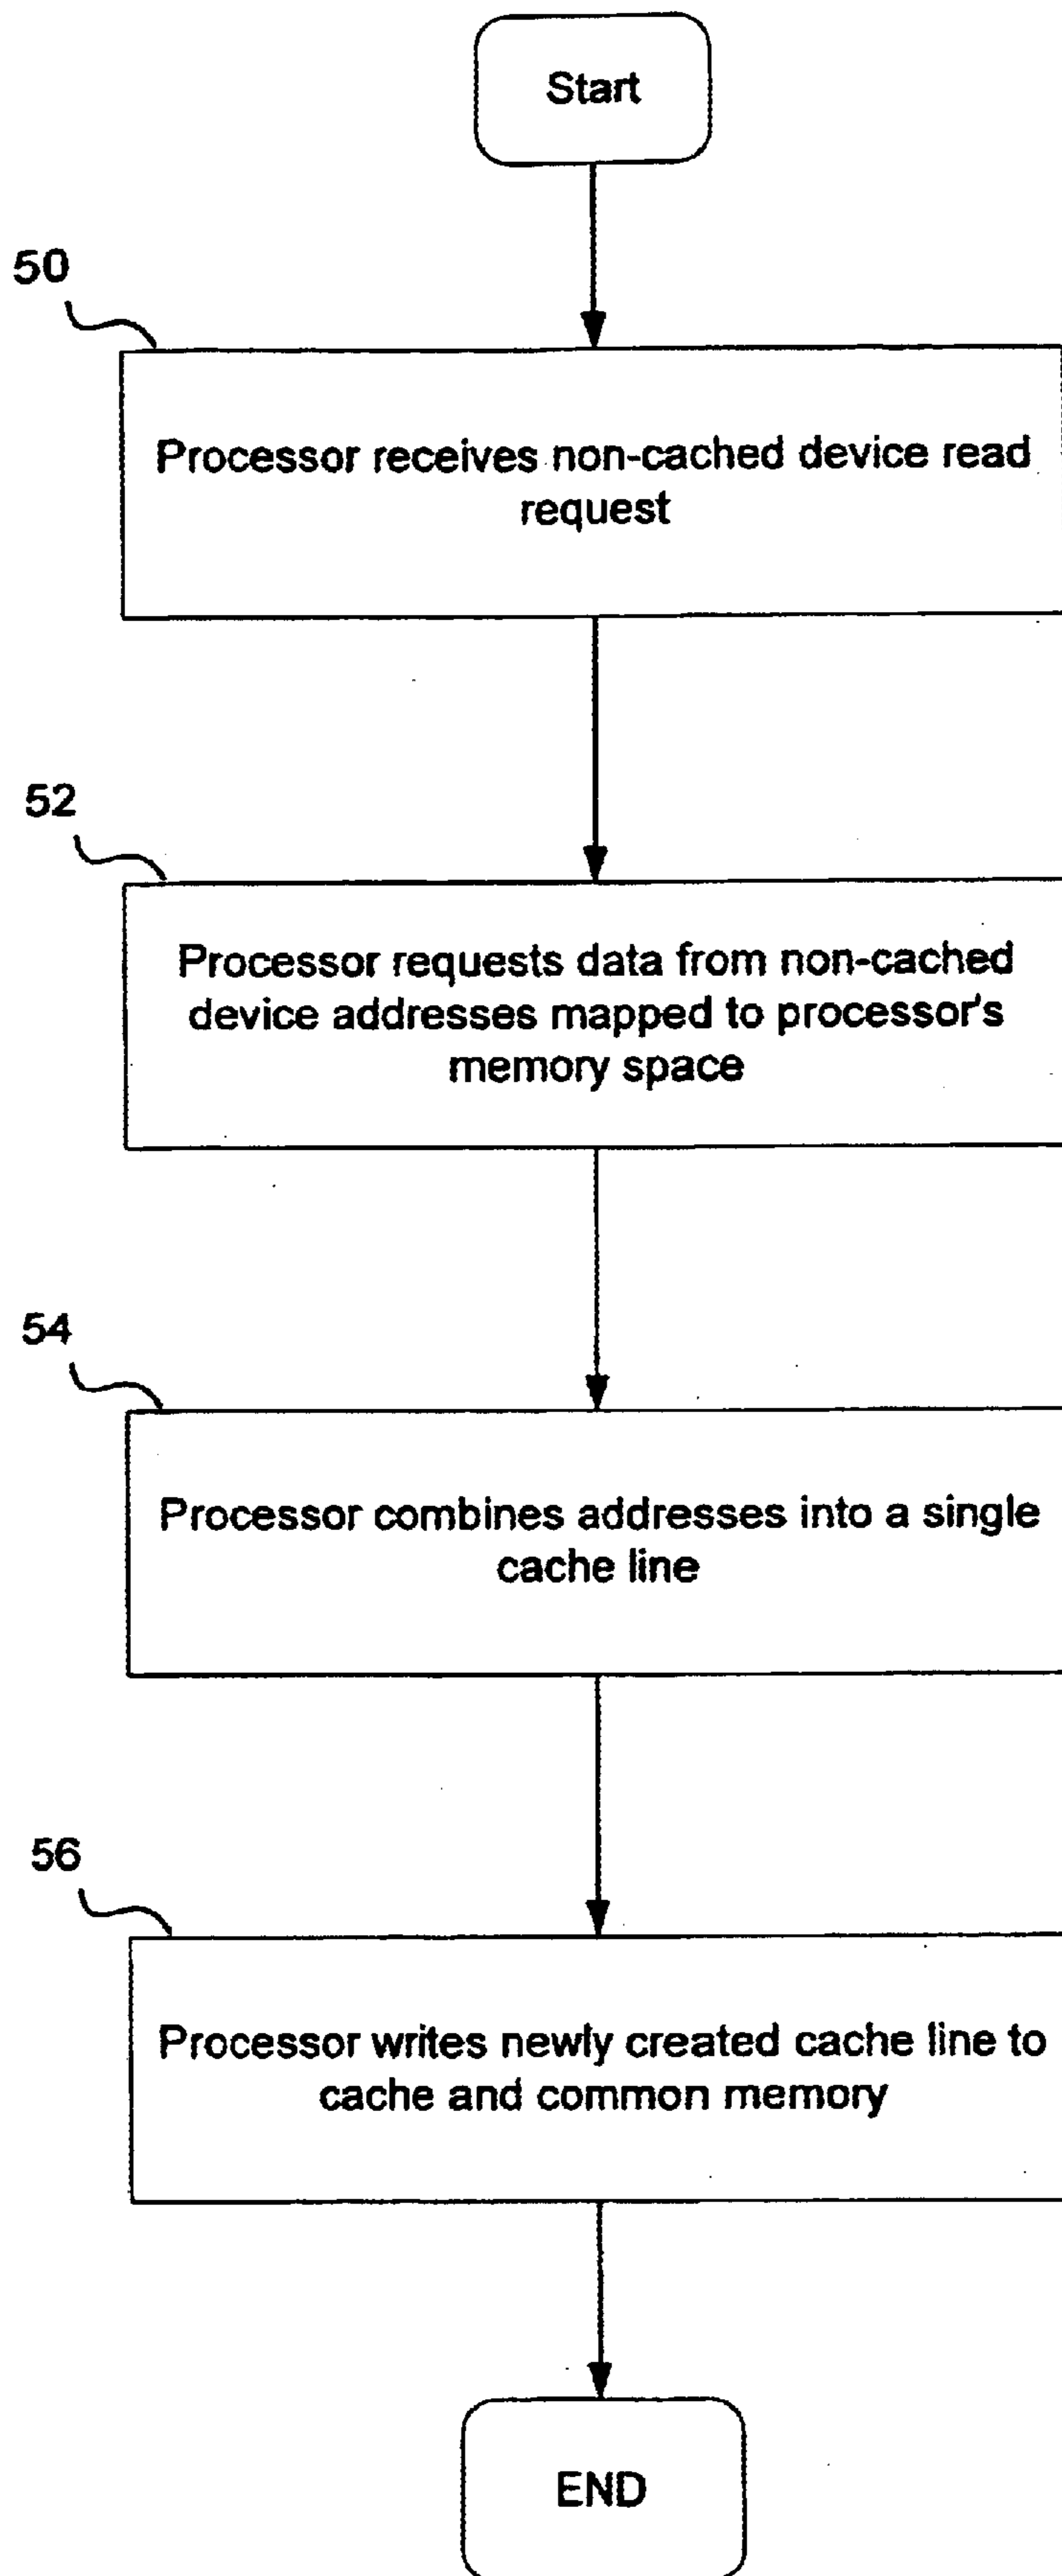 Start
50
Processor receives non-cached device read
request
52
Processor requests data from non-cached
device addresses mapped to processor's
memory space
54
Processor combines addresses into a single
cache line
56
Processor writes newly created cache line to
cache and common memory
END